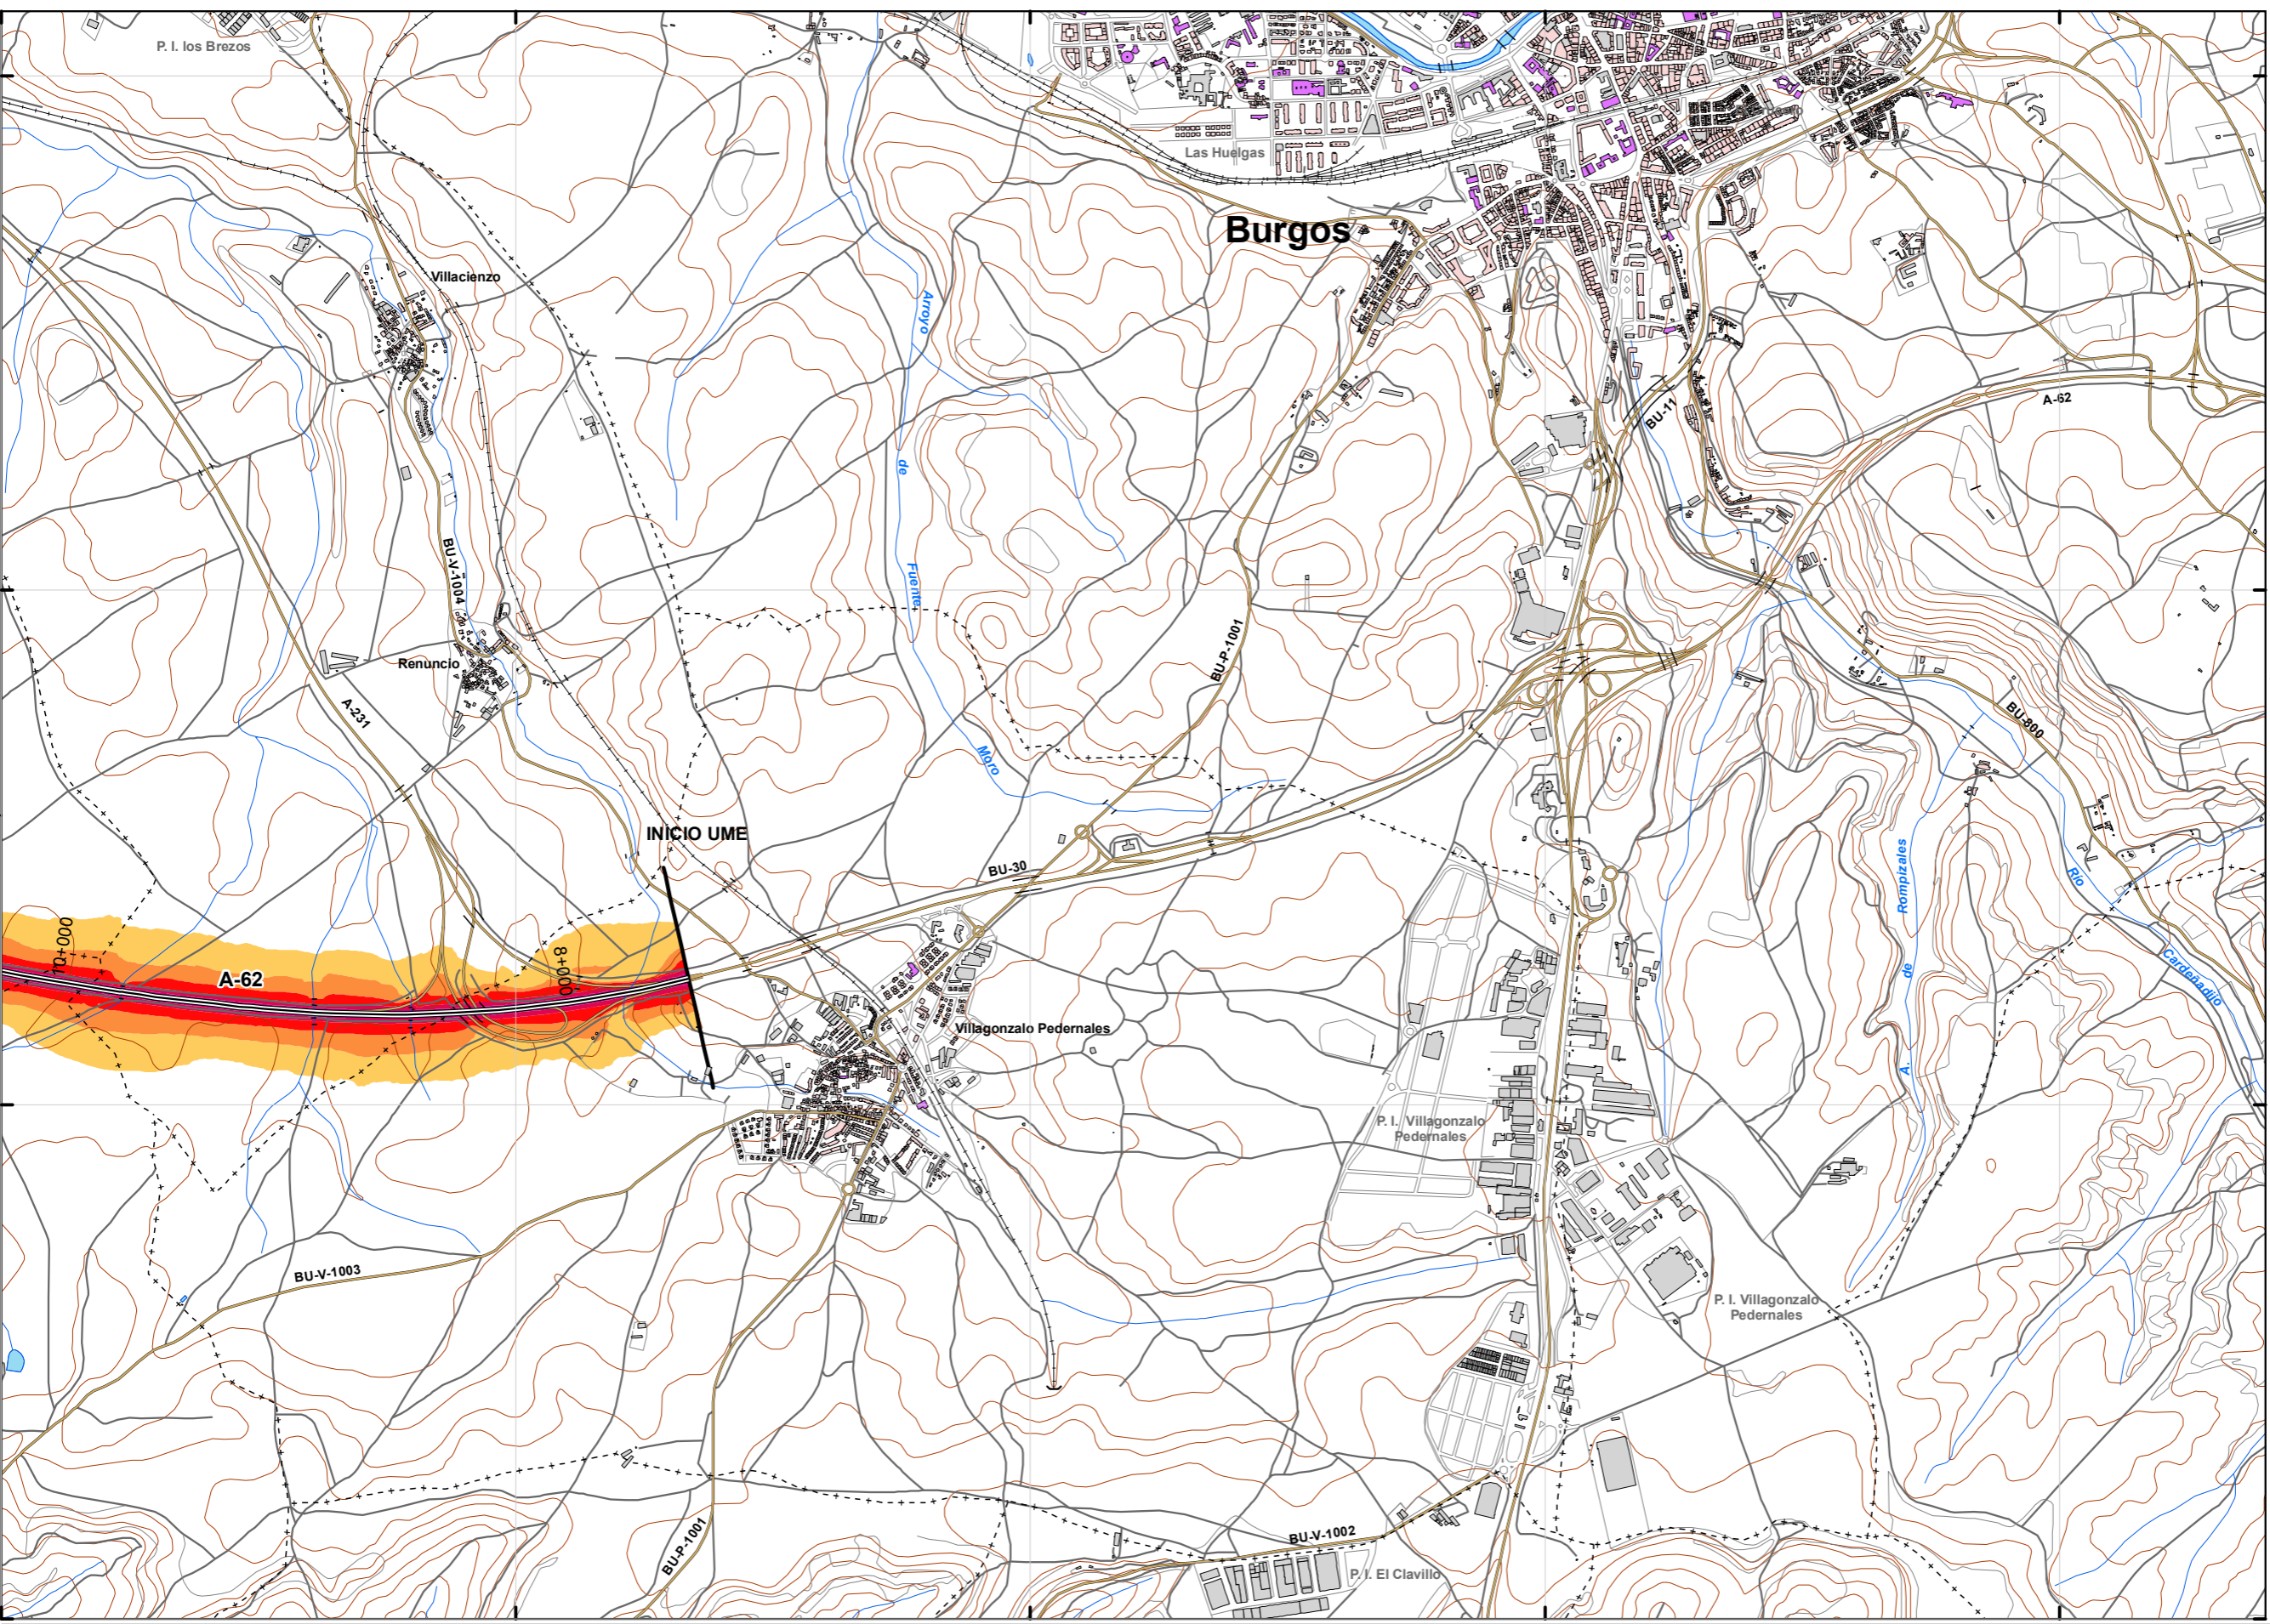 P. I. los Brezos
Las Huelgas
Burgos
Villacienzo
Arroyo
de
Fuente
Moro
BU-11
A-62
BU-V-1004
Renuncio
A-231
BU-P-1001
BU-800
INICIO UME
BU-30
Rompizales
de
A.
Río
Cardeñadijo
10+000
A-62
8+000
Villagonzalo Pedernales
P. I. Villagonzalo
Pedernales
BU-V-1003
P. I. Villagonzalo
Pedernales
BU-P-1001
BU-V-1002
P. I. El Clavillo